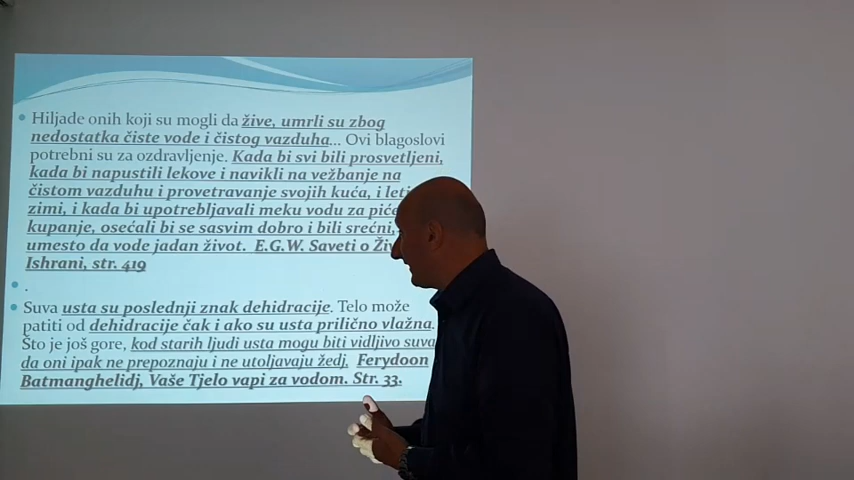 Hiljade onih koji su mogli da žive, umrli su zbog
nedostatka čiste vode i čistog vazduha... Ovi blagoslovi
potrebni su za ozdravljenje. Kada bi svi bili prosvetljeni,
kada bi napustili lekove i navikli na vežbanje na
čistom vazduhu i provetravanje svojih kuća, i leti
zimi, i kada bi upotrebljavali meku vodu za piće
kupanje, osećali bi se sasvim dobro i bili srećni,
umesto da vode jadan život. E.G.W. Saveti o
Ishrani, str. 419
.
Suva usta su poslednji znak dehidracije. Telo može
patiti od dehidracije čak i ako su usta prilično vlažna.
Što je još gore, kod starih ljudi usta mogu biti vidljivo suva
da oni ipak ne prepoznaju i ne utoljavaju žedj. Ferydoon
Batmanghelidj, Vaše Tjelo vapi za vodom. Str. 33.